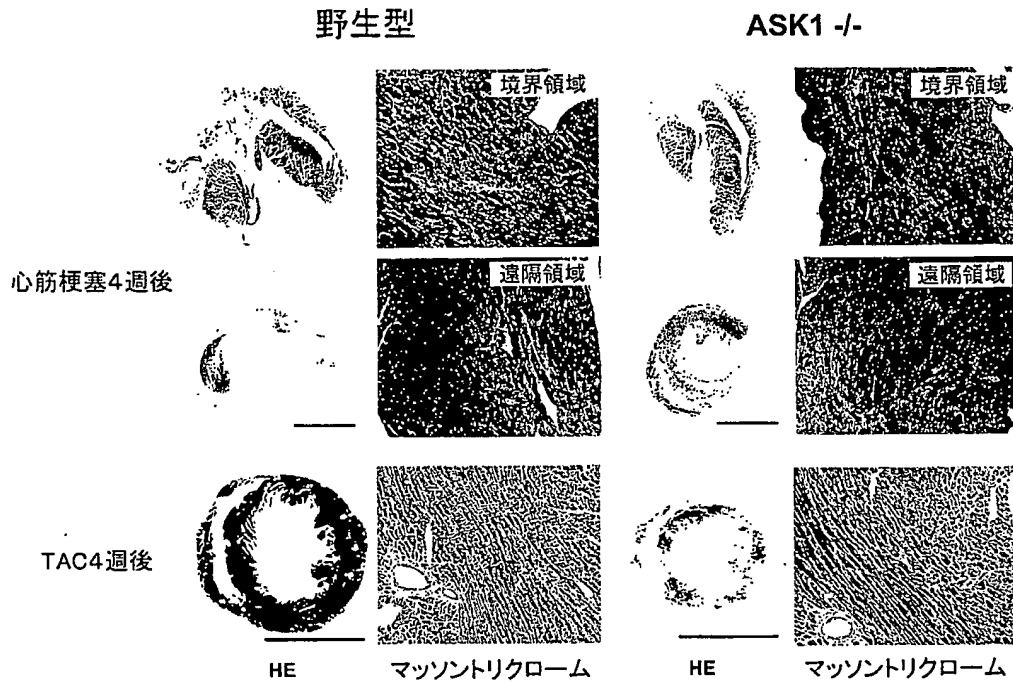 野生型
ASK1 -/-
境界領域
境界領域
心筋梗塞4週後
遠隔領域
遠隔領域
TAC4週後
HE
マッソントリクローム
HE
マッソントリクローム